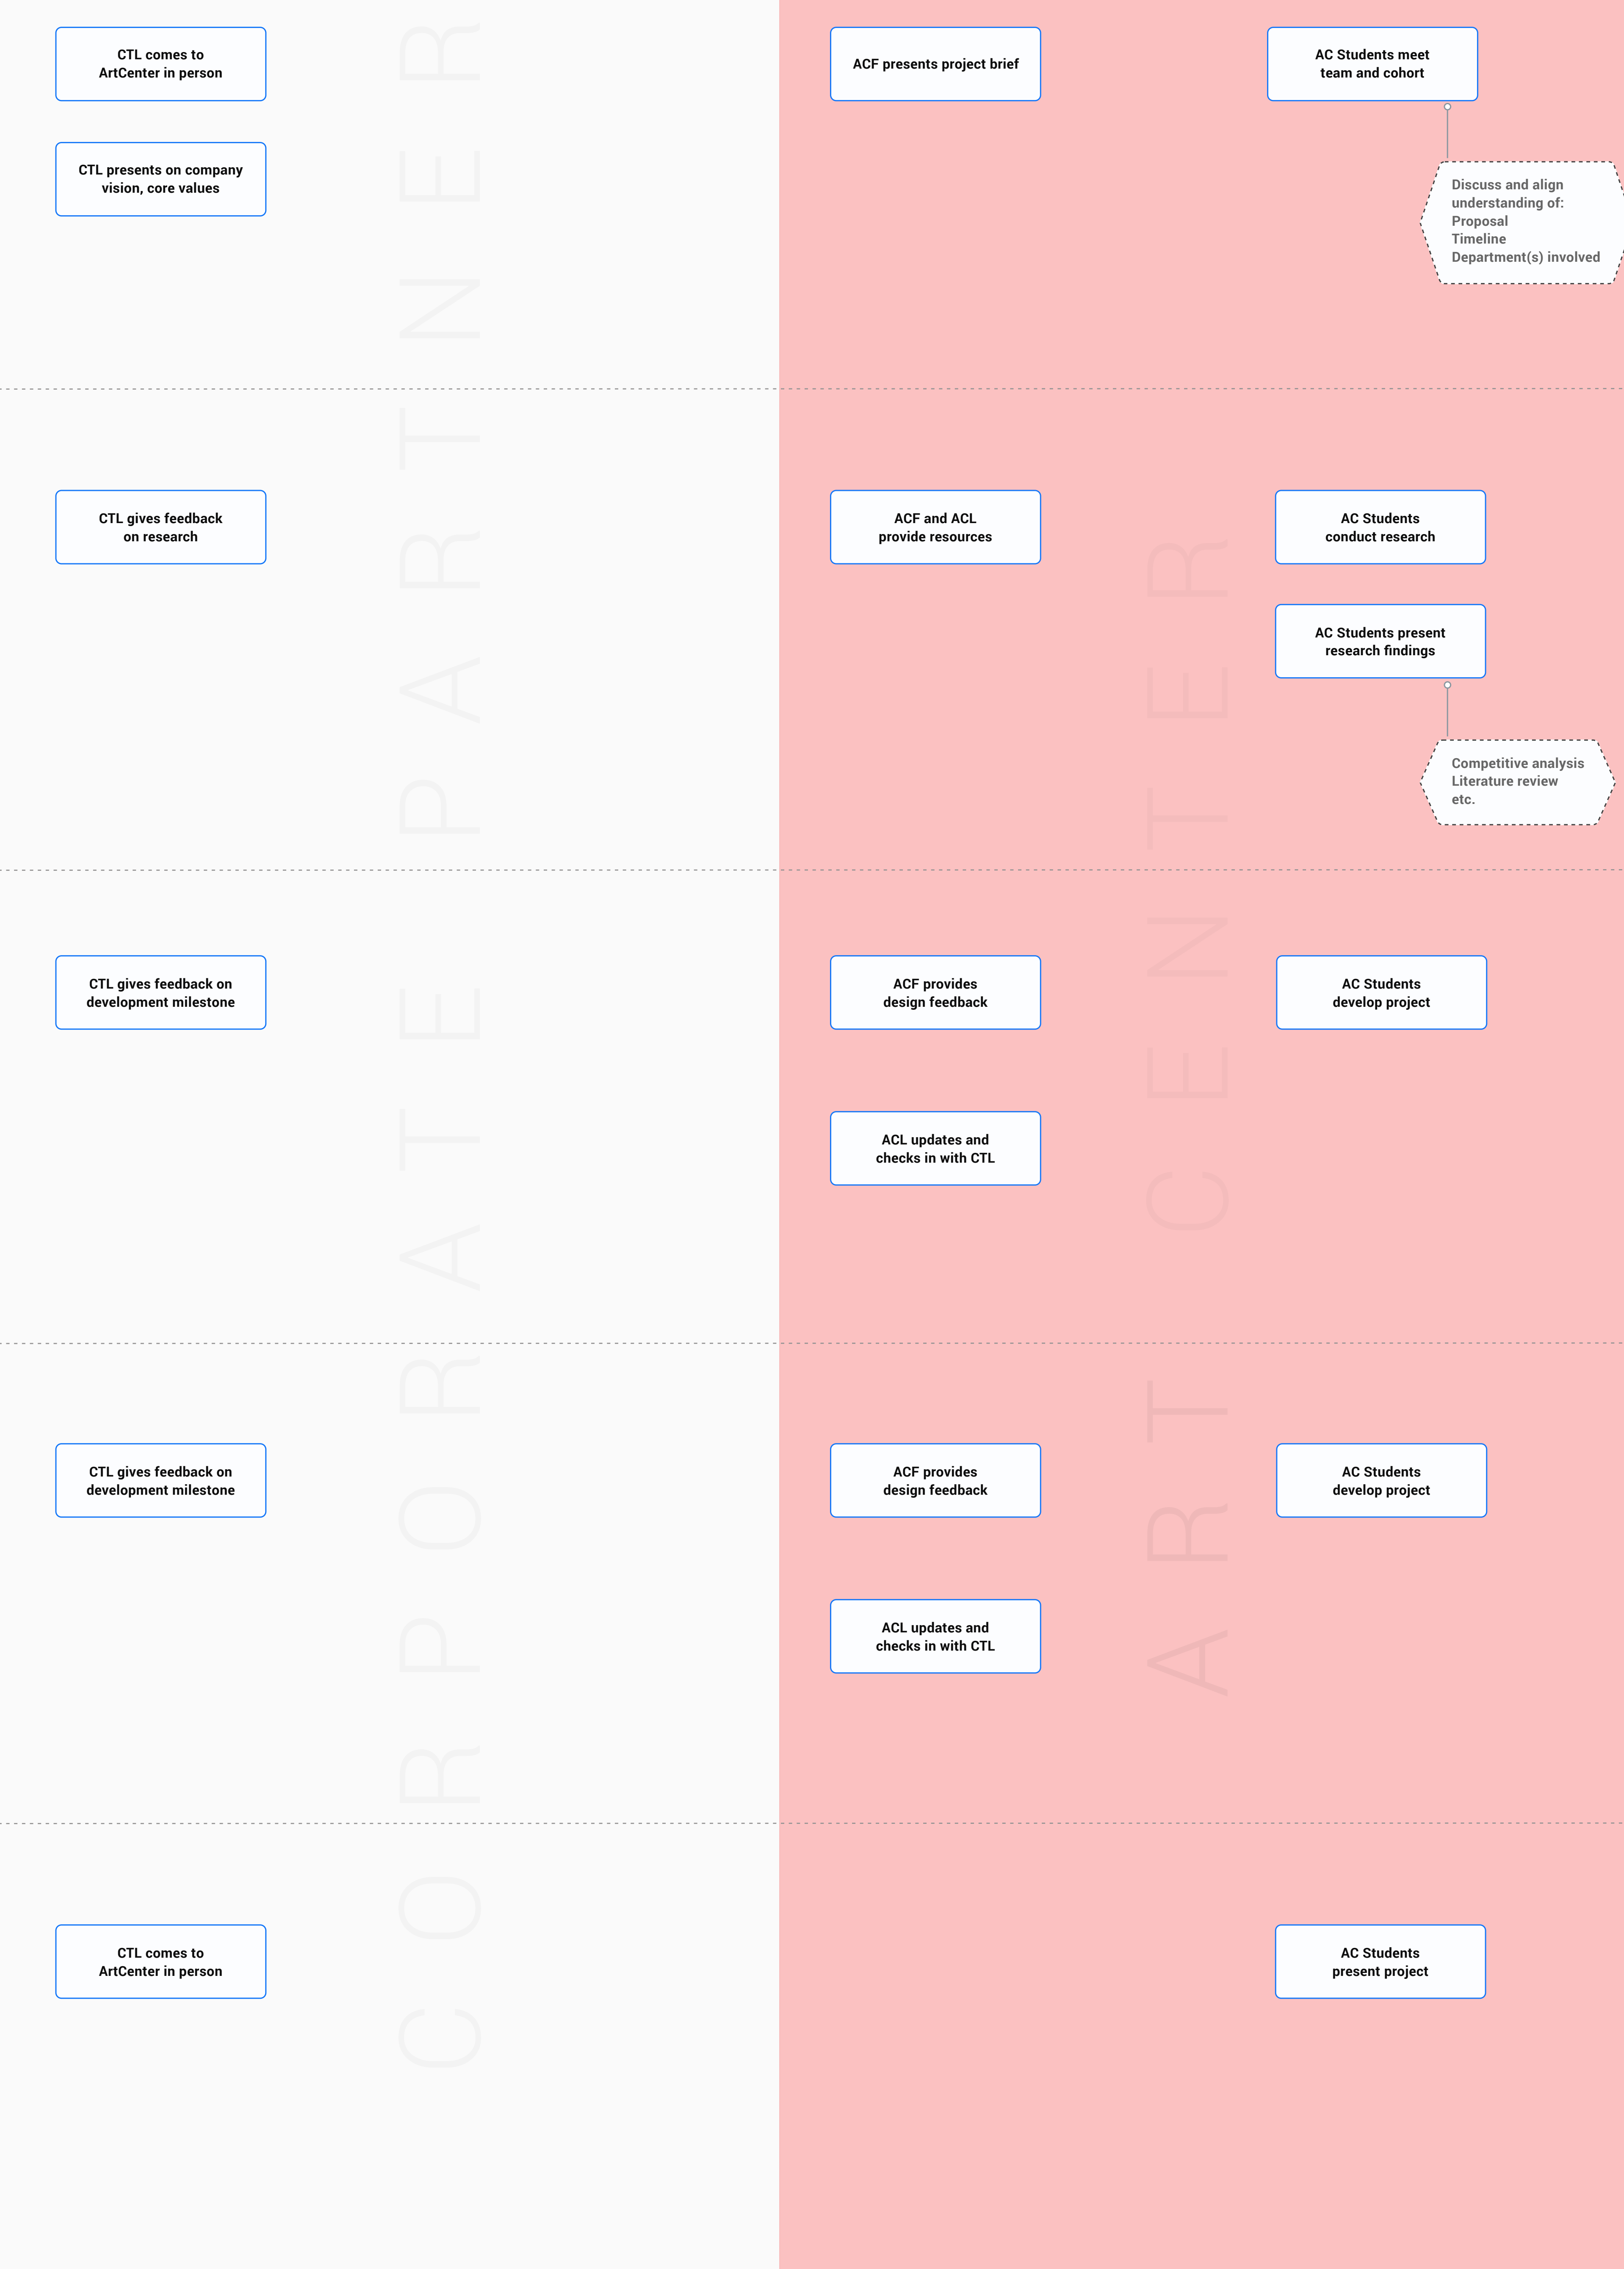 CORPORATE PARTNER
ART CENTER
CTL comes to
ArtCenter in person
ACF presents project brief
AC Students meet
team and cohort
CTL presents on company
vision, core values
Discuss and align
understanding of:
Proposal
Timeline
Department(s) involved
CTL gives feedback
on research
ACF and ACL
provide resources
AC Students
conduct research
AC Students present
research findings
Competitive analysis
Literature review
etc.
CTL gives feedback on
development milestone
ACF provides
design feedback
AC Students
develop project
ACL updates and
checks in with CTL
CTL gives feedback on
development milestone
ACF provides
design feedback
AC Students
develop project
ACL updates and
checks in with CTL
CTL comes to
ArtCenter in person
AC Students
present project